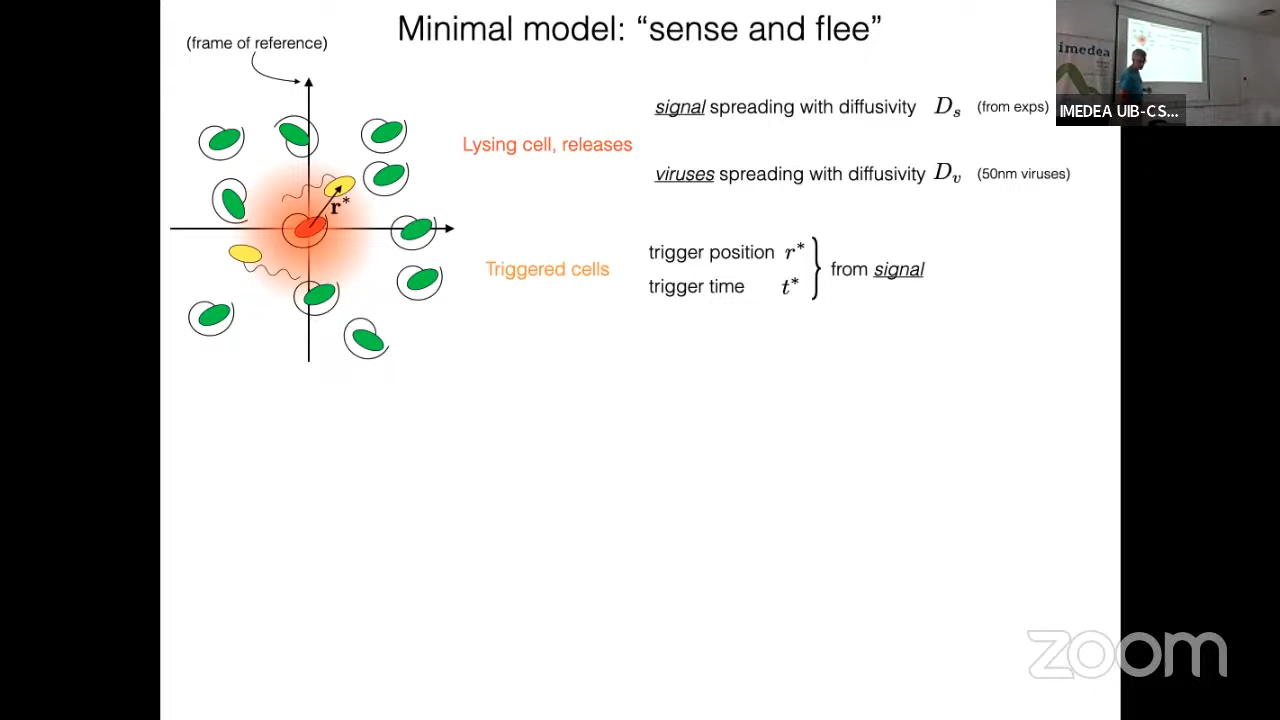 Minimal model: “sense and flee”
(frame of reference)
signal spreading with diffusivity D_s (from exps)
Lysing cell, releases
viruses spreading with diffusivity D_v (50nm viruses)
r*
trigger position r*
Triggered cells
from signal
trigger time t*
imedea
IMEDEA UIB-CS...
zoom